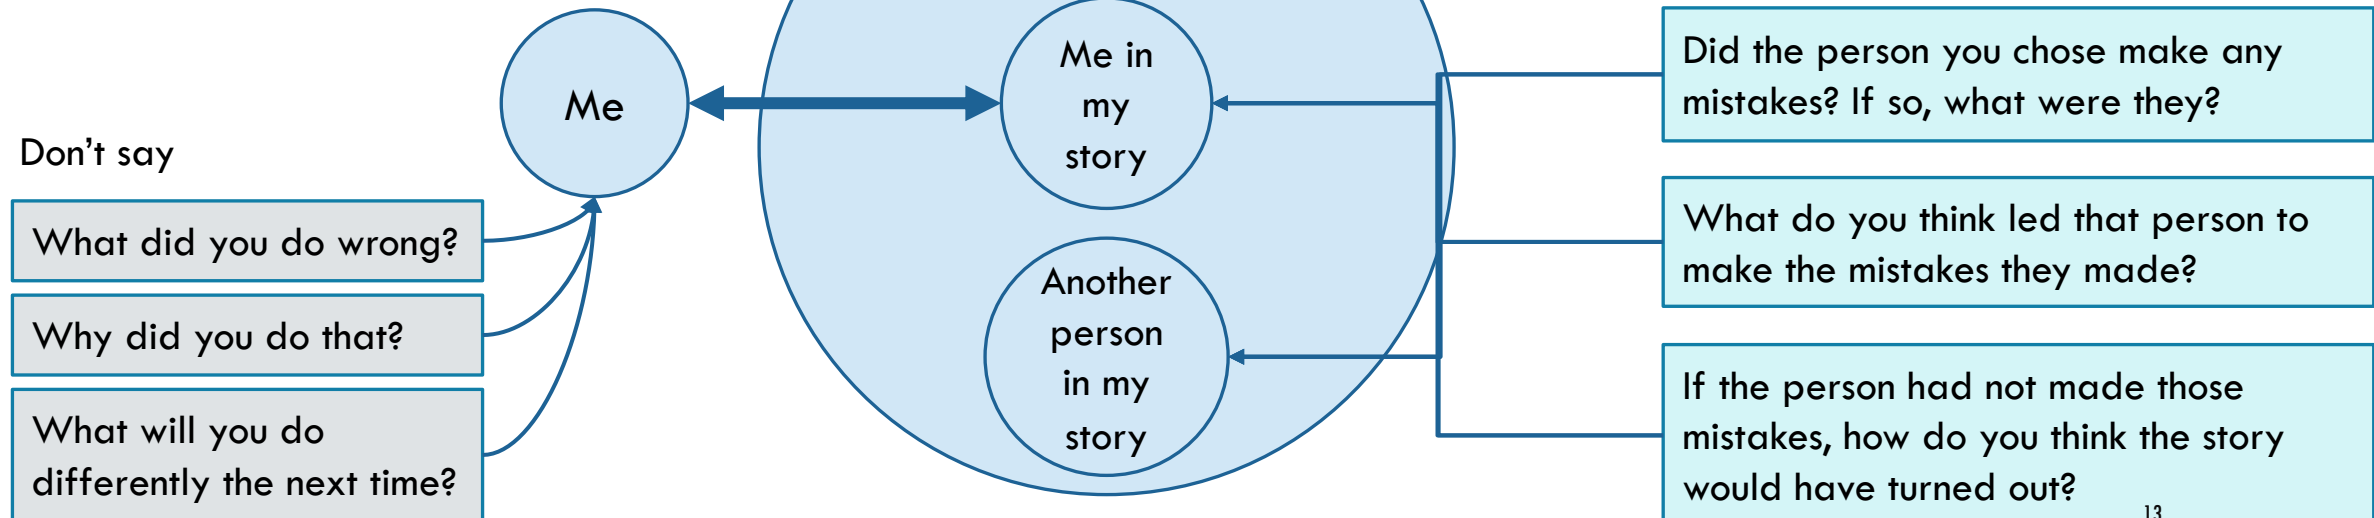 Don't say
What did you do wrong?
Why did you do that?
What will you do
differently the next time?
Me
Me in
my
story
Another
person
in my
story
Did the person you chose make any
mistakes? If so, what were they?
What do you think led that person to
make the mistakes they made?
If the person had not made those
mistakes, how do you think the story
would have turned out?
13